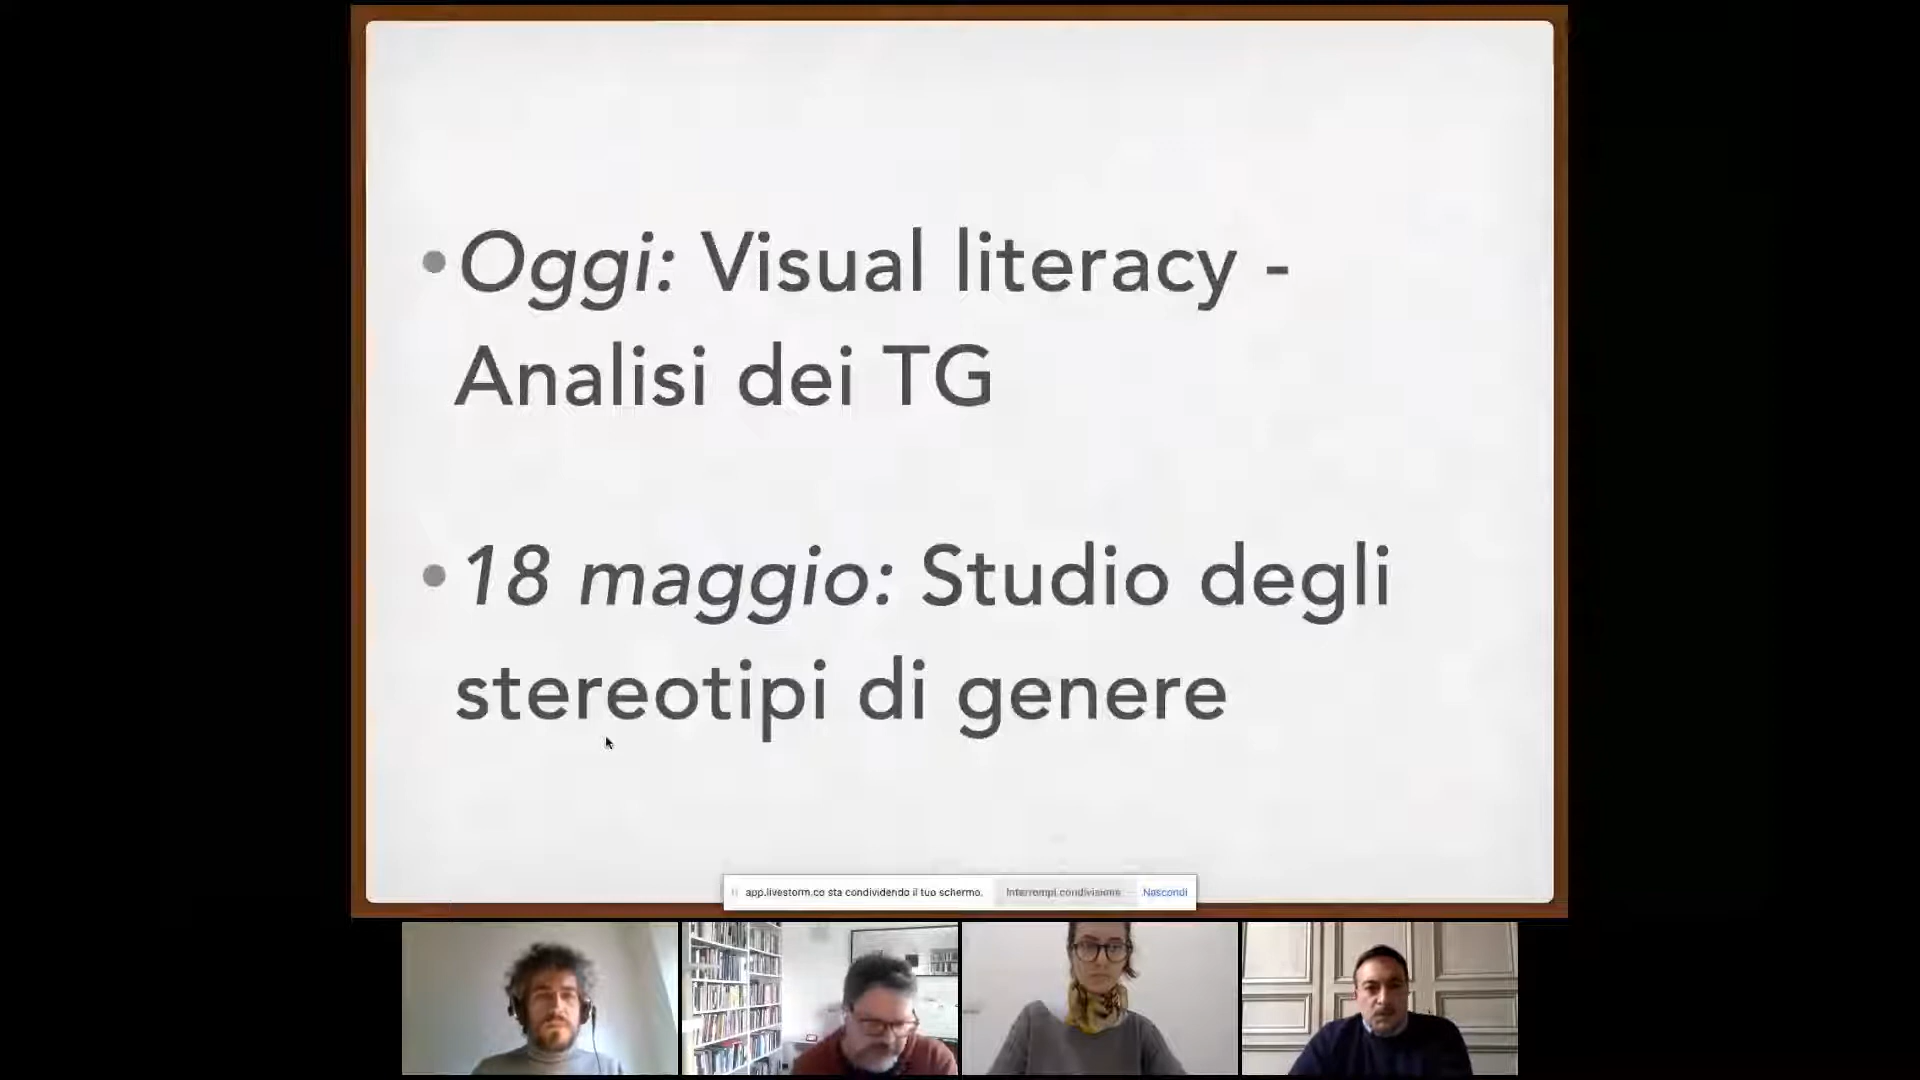 • Oggi: Visual literacy -
Analisi dei TG
• 18 maggio: Studio degli
stereotipi di genere
app.livestorm.co sta condividendo il tuo schermo. Interrompi condivisione Nascondi